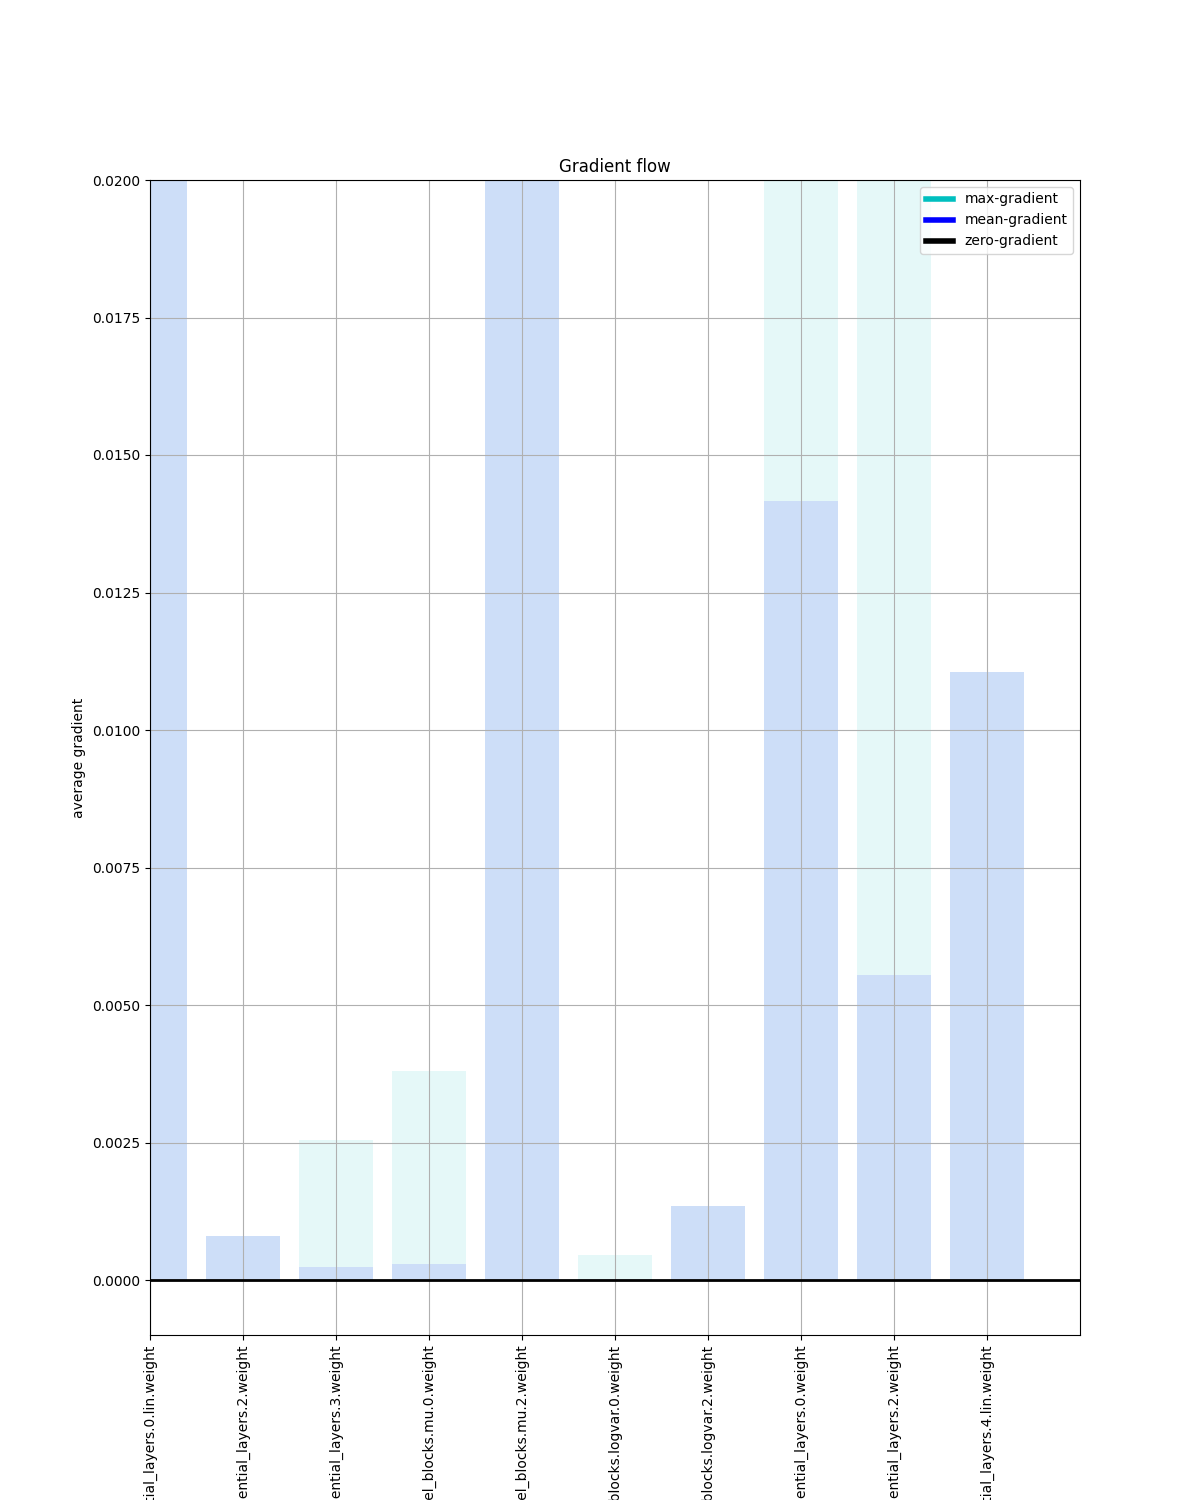 Gradient flow
max-gradient
mean-gradient
zero-gradient
0.0200
0.0175
0.0150
0.0125
0.0100
0.0075
0.0050
0.0025
0.0000
average gradient
tial_layers.0.lin.weight
ential_layers.2.weight
ential_layers.3.weight
el_blocks.mu.0.weight
el_blocks.mu.2.weight
blocks.logvar.0.weight
blocks.logvar.2.weight
ential_layers.0.weight
ential_layers.2.weight
tial_layers.4.lin.weight